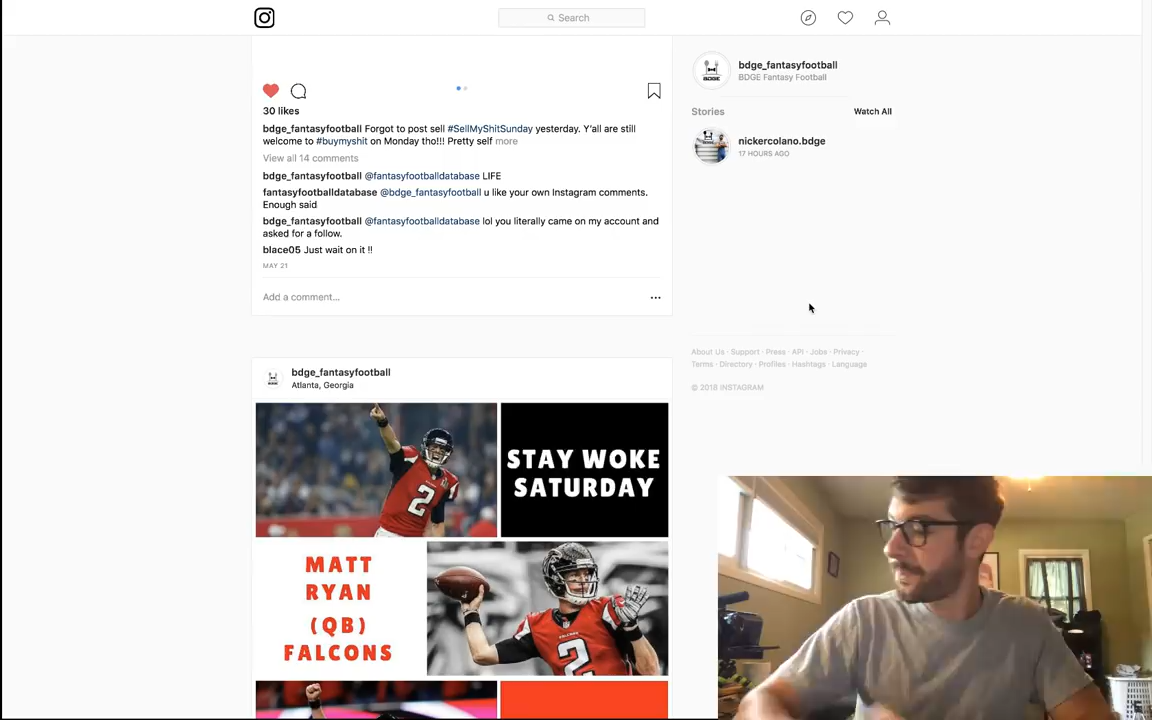 Search
30 likes
bdge_fantasyfootball Forgot to post sell #SellMyShitSunday yesterday. Y'all are still
welcome to #buymyshit on Monday tho!!! Pretty self more
View all 14 comments
bdge_fantasyfootball @fantasyfootballdatabase LIFE
fantasyfootballdatabase @bdge_fantasyfootball u like your own Instagram comments.
Enough said
bdge_fantasyfootball @fantasyfootballdatabase lol you literally came on my account and
asked for a follow.
blace05 Just wait on it !!
MAY 21
Add a comment...
bdge_fantasyfootball
Atlanta, Georgia
STAY WOKE
SATURDAY
MATT
RYAN
(QB)
FALCONS
2
2
bdge_fantasyfootball
BDGE Fantasy Football
BDGE
Stories
Watch All
nickercolano.bdge
17 HOURS AGO
About Us · Support · Press · API · Jobs · Privacy ·
Terms · Directory · Profiles · Hashtags · Language
© 2018 INSTAGRAM